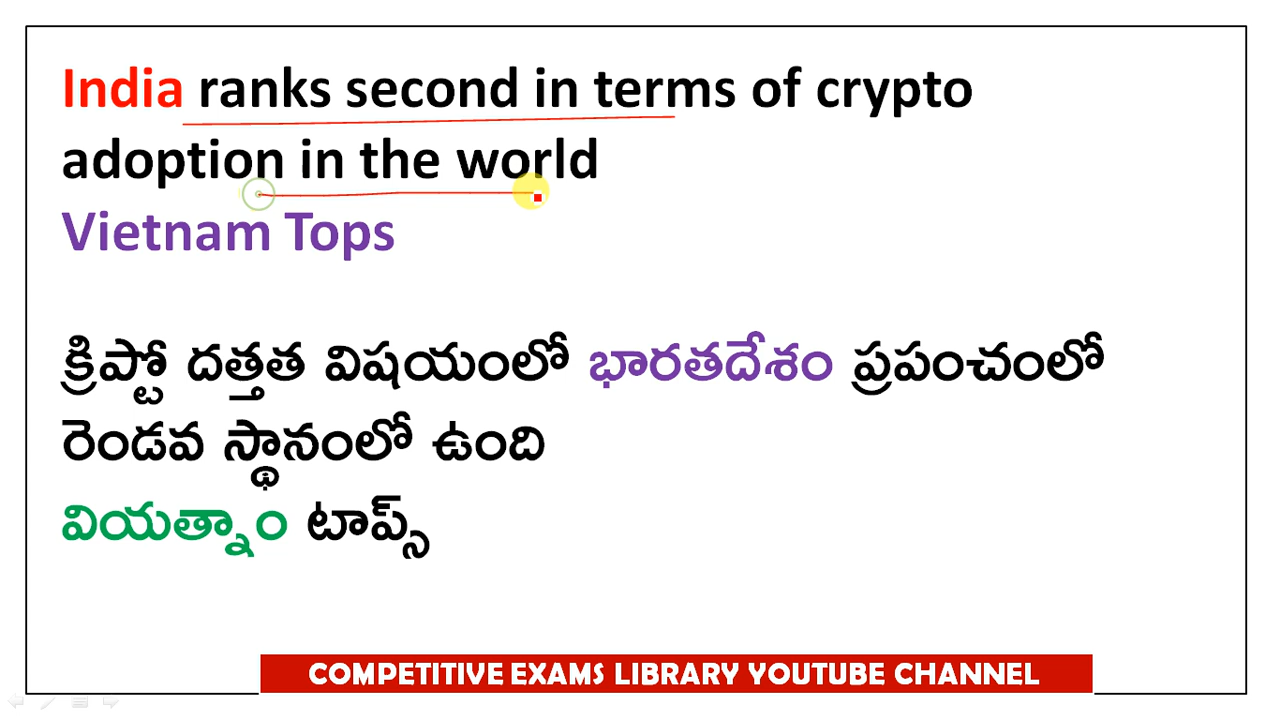 India ranks second in terms of crypto
adoption in the world
Vietnam Tops
క్రిప్టో దత్తత విషయంలో భారతదేశం ప్రపంచంలో
రెండవ స్థానంలో ఉంది
వియత్నాం టాప్స్
COMPETITIVE EXAMS LIBRARY YOUTUBE CHANNEL